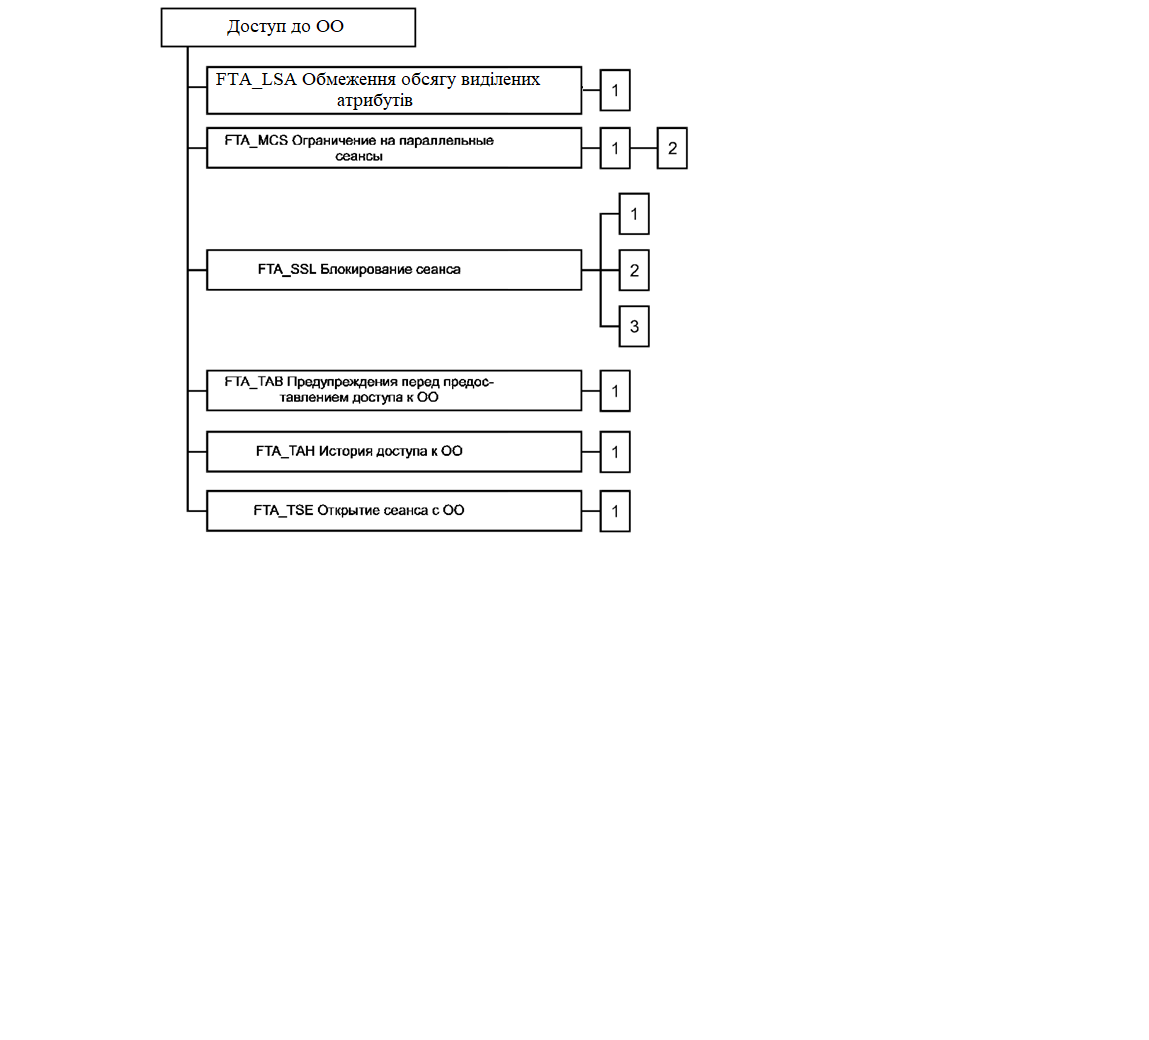 Доступ до ОО
FTA_LSA Обмеження обсягу виділених
атрибутів
1
FTA_MCS Ограничение на параллельные
сеансы
1
2
1
FTA_SSL Блокирование сеанса
2
3
FTA_TAB Предупреждения перед предос-
тавлением доступа к ОО
1
FTA_TAH История доступа к ОО
1
FTA_TSE Открытие сеанса с ОО
1